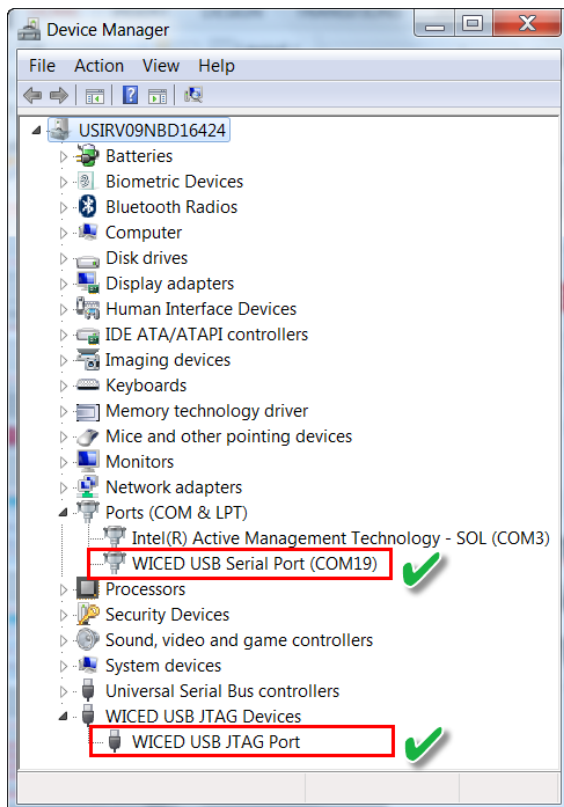 Device Manager
File Action View Help
USIRV09NBD16424
Batteries
Biometric Devices
Bluetooth Radios
Computer
Disk drives
Display adapters
Human Interface Devices
IDE ATA/ATAPI controllers
Imaging devices
Keyboards
Memory technology driver
Mice and other pointing devices
Monitors
Network adapters
Ports (COM & LPT)
Intel(R) Active Management Technology - SOL (COM3)
WICED USB Serial Port (COM19)
Processors
Security Devices
Sound, video and game controllers
System devices
Universal Serial Bus controllers
WICED USB JTAG Devices
WICED USB JTAG Port